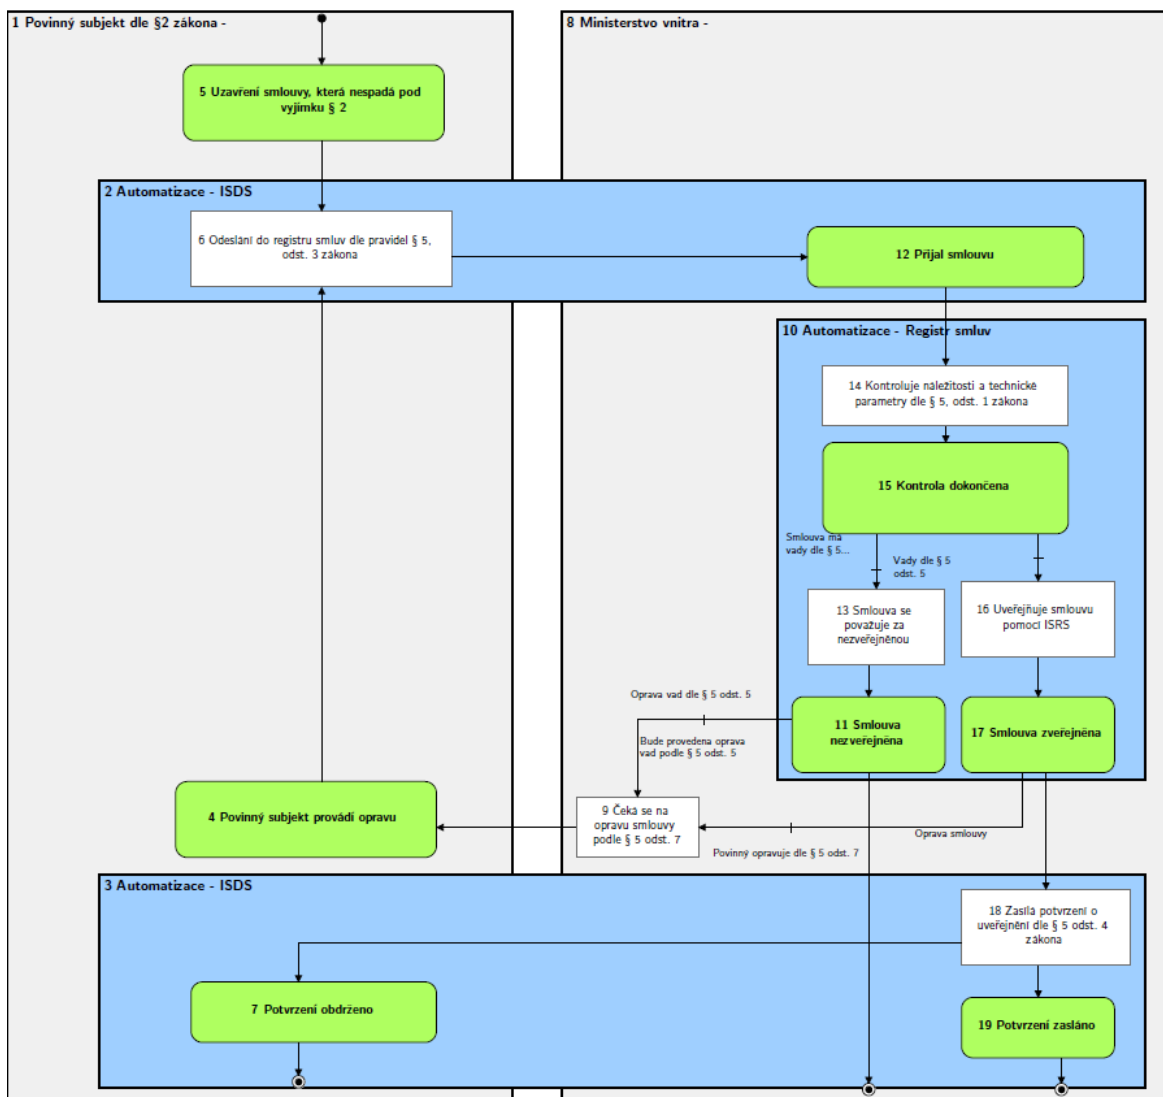 1 Povinný subjekt dle §2 zákona -
8 Ministerstvo vnitra -
5 Uzavření smlouvy, která nespadá pod
vyjímku § 2
2 Automatizace - ISDS
6 Odeslání do registru smluv dle pravidel § 5,
odst. 3 zákona
12 Přijal smlouvu
10 Automatizace - Registr smluv
14 Kontroluje náležitosti a technické
parametry dle § 5, odst. 1 zákona
15 Kontrola dokončena
Smlouva má
vady dle § 5...
Vady dle § 5
odst. 5
13 Smlouva se
považuje za
nezveřejněnou
16 Uveřejňuje smlouvu
pomocí ISRS
Oprava vad dle § 5 odst. 5
11 Smlouva
nezveřejněna
17 Smlouva zveřejněna
Bude provedena oprava
vad podle § 5 odst. 5
4 Povinný subjekt provádí opravu
9 Čeká se na
opravu smlouvy
podle § 5 odst. 7
Oprava smlouvy
Povinný opravuje dle § 5 odst. 7
3 Automatizace - ISDS
18 Zasílá potvrzení o
uveřejnění dle § 5 odst. 4
zákona
7 Potvrzení obdrženo
19 Potvrzení zasláno